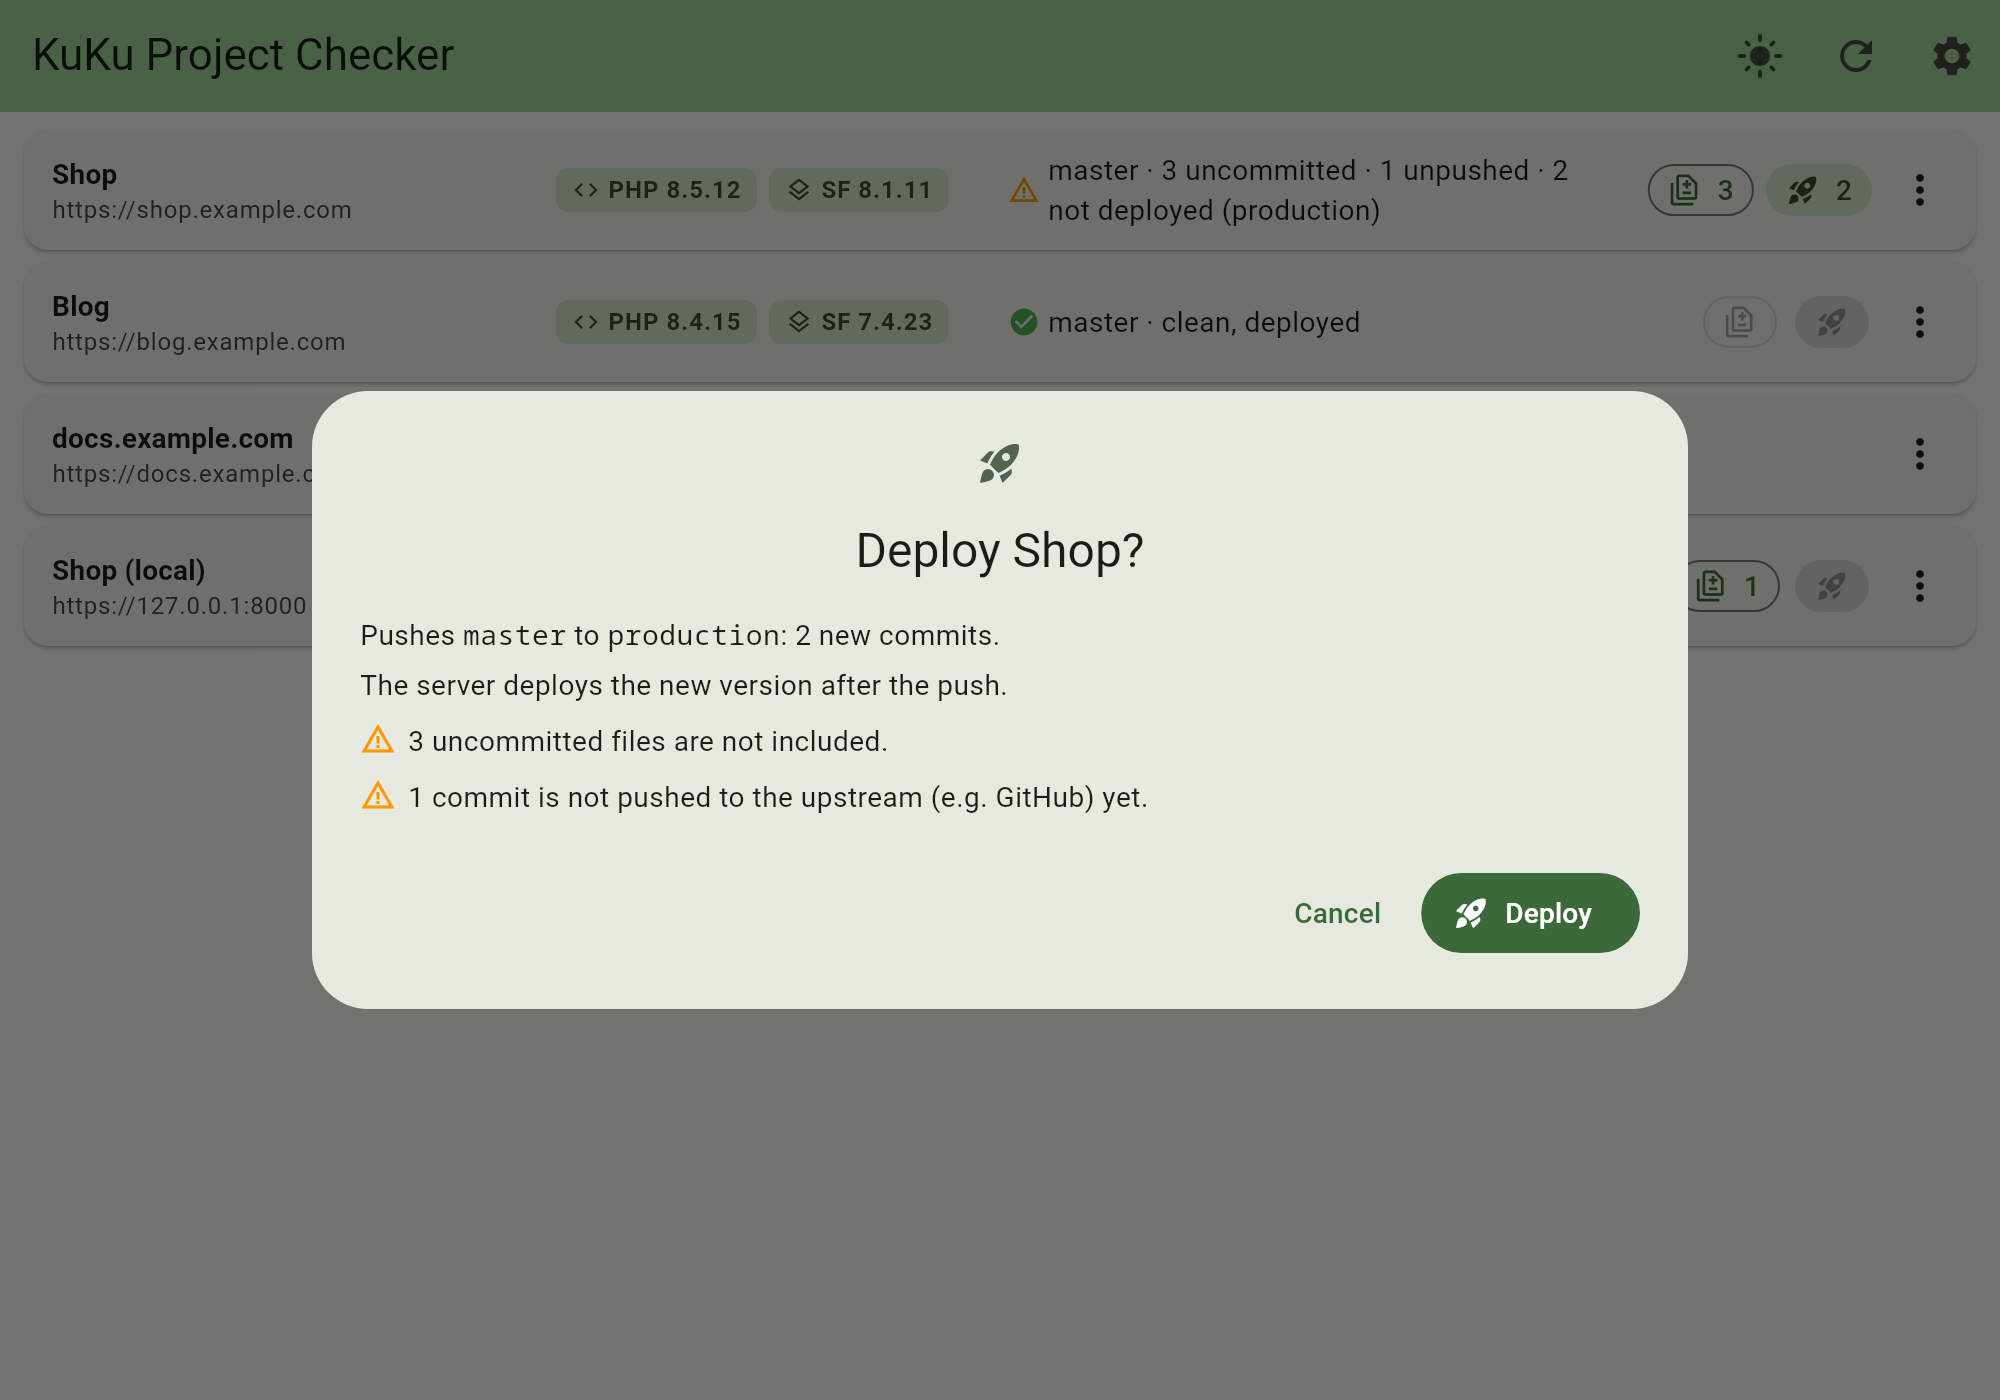 KuKu Project Checker
Shop
https://shop.example.com
PHP 8.5.12
SF 8.1.11
master · 3 uncommitted · 1 unpushed · 2
not deployed (production)
3
2
Blog
https://blog.example.com
PHP 8.4.15
SF 7.4.23
master · clean, deployed
docs.example.com
https://docs.example.c
Shop (local)
https://127.0.0.1:8000
1
Deploy Shop?
Pushes master to production: 2 new commits.
The server deploys the new version after the push.
3 uncommitted files are not included.
1 commit is not pushed to the upstream (e.g. GitHub) yet.
Cancel
Deploy